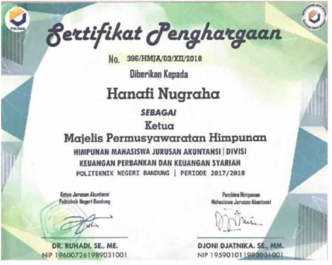 Sertifikat Penghargaan
No. 396/HMJA/03/XII/2018
Diberikan Kepada
Hanafi Nugraha
SEBAGAI
Ketua
Majelis Permusyawaratan Himpunan
HIMPUNAN MAHASISWA JURUSAN AKUNTANSI | DIVISI
KEUANGAN PERBANKAN DAN KEUANGAN SYARIAH
POLITEKNIK NEGERI BANDUNG | PERIODE 2017/2018
Ketua Jurusan Akuntansi
Politeknik Negeri Bandung
Pembina Himpunan
Mahasiswa Jurusan Akuntansi
DR. RUHADI, SE., ME.
NIP 196007261989031001
DJONI DJATNIKA. SE., MM.
NIP 195901011993031001